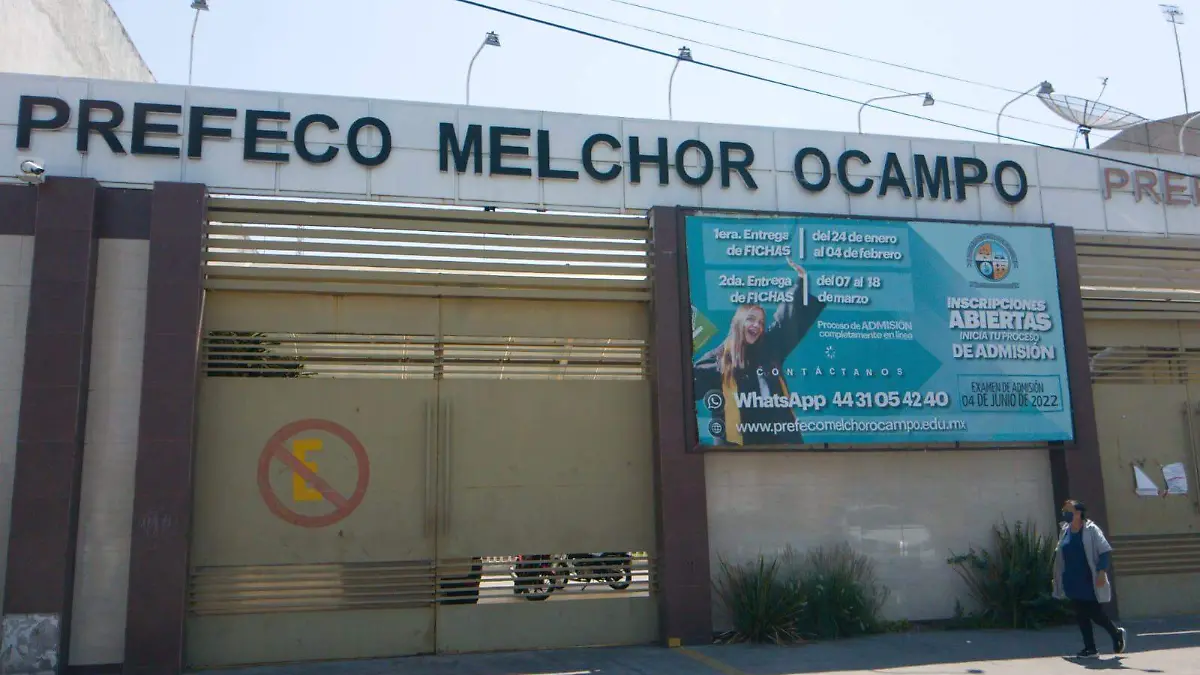 PREFECO MELCHOR OCAMPO
PRE
1era. Entrega de FICHAS
del 24 de enero al 04 de febrero
2da. Entrega de FICHAS
del 07 al 18 de marzo
Proceso de ADMISIÓN
completamente en línea
CONTÁCTANOS
WhatsApp 44 31 05 42 40
www.prefecomelchorocampo.edu.mx
INSCRIPCIONES
ABIERTAS
INICIA TU PROCESO
DE ADMISIÓN
EXAMEN DE ADMISIÓN
04 DE JUNIO DE 2022
E